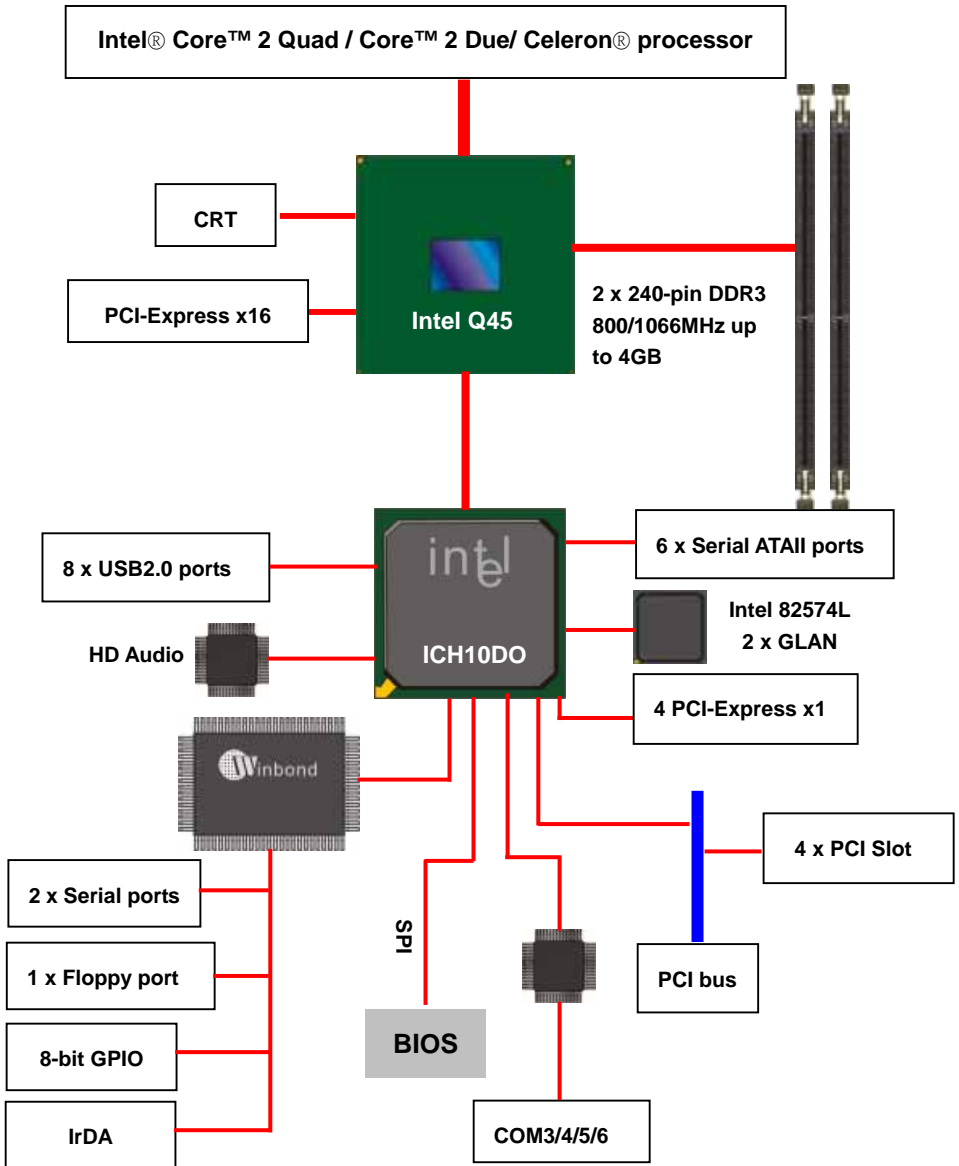 Intel® Core™ 2 Quad / Core™ 2 Due/ Celeron® processor
CRT
PCI-Express x16
Intel Q45
2 x 240-pin DDR3
800/1066MHz up
to 4GB
8 x USB2.0 ports
intel
6 x Serial ATAII ports
HD Audio
ICH10DO
Intel 82574L
2 x GLAN
4 PCI-Express x1
Winbond
4 x PCI Slot
2 x Serial ports
SPI
1 x Floppy port
PCI bus
8-bit GPIO
BIOS
IrDA
COM3/4/5/6